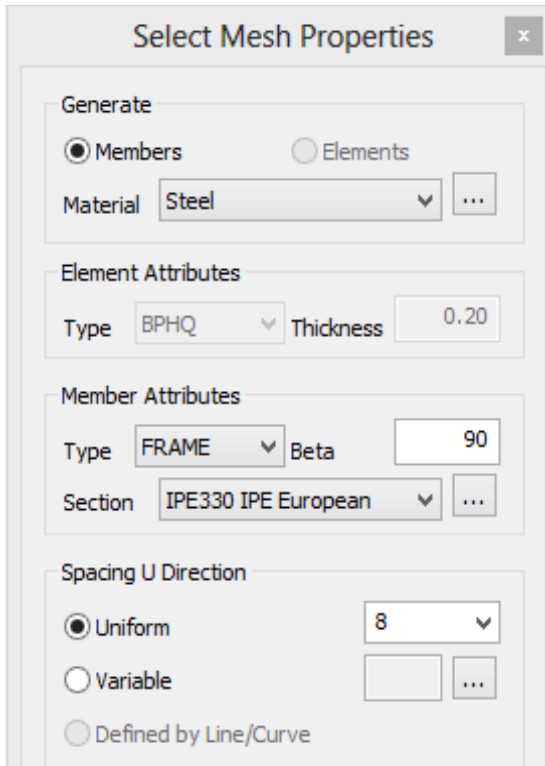 Select Mesh Properties x
Generate
Members Elements
Material Steel ...
Element Attributes
Type BPHQ Thickness 0.20
Member Attributes
Type FRAME Beta 90
Section IPE330 IPE European ...
Spacing U Direction
Uniform 8
Variable ...
Defined by Line/Curve